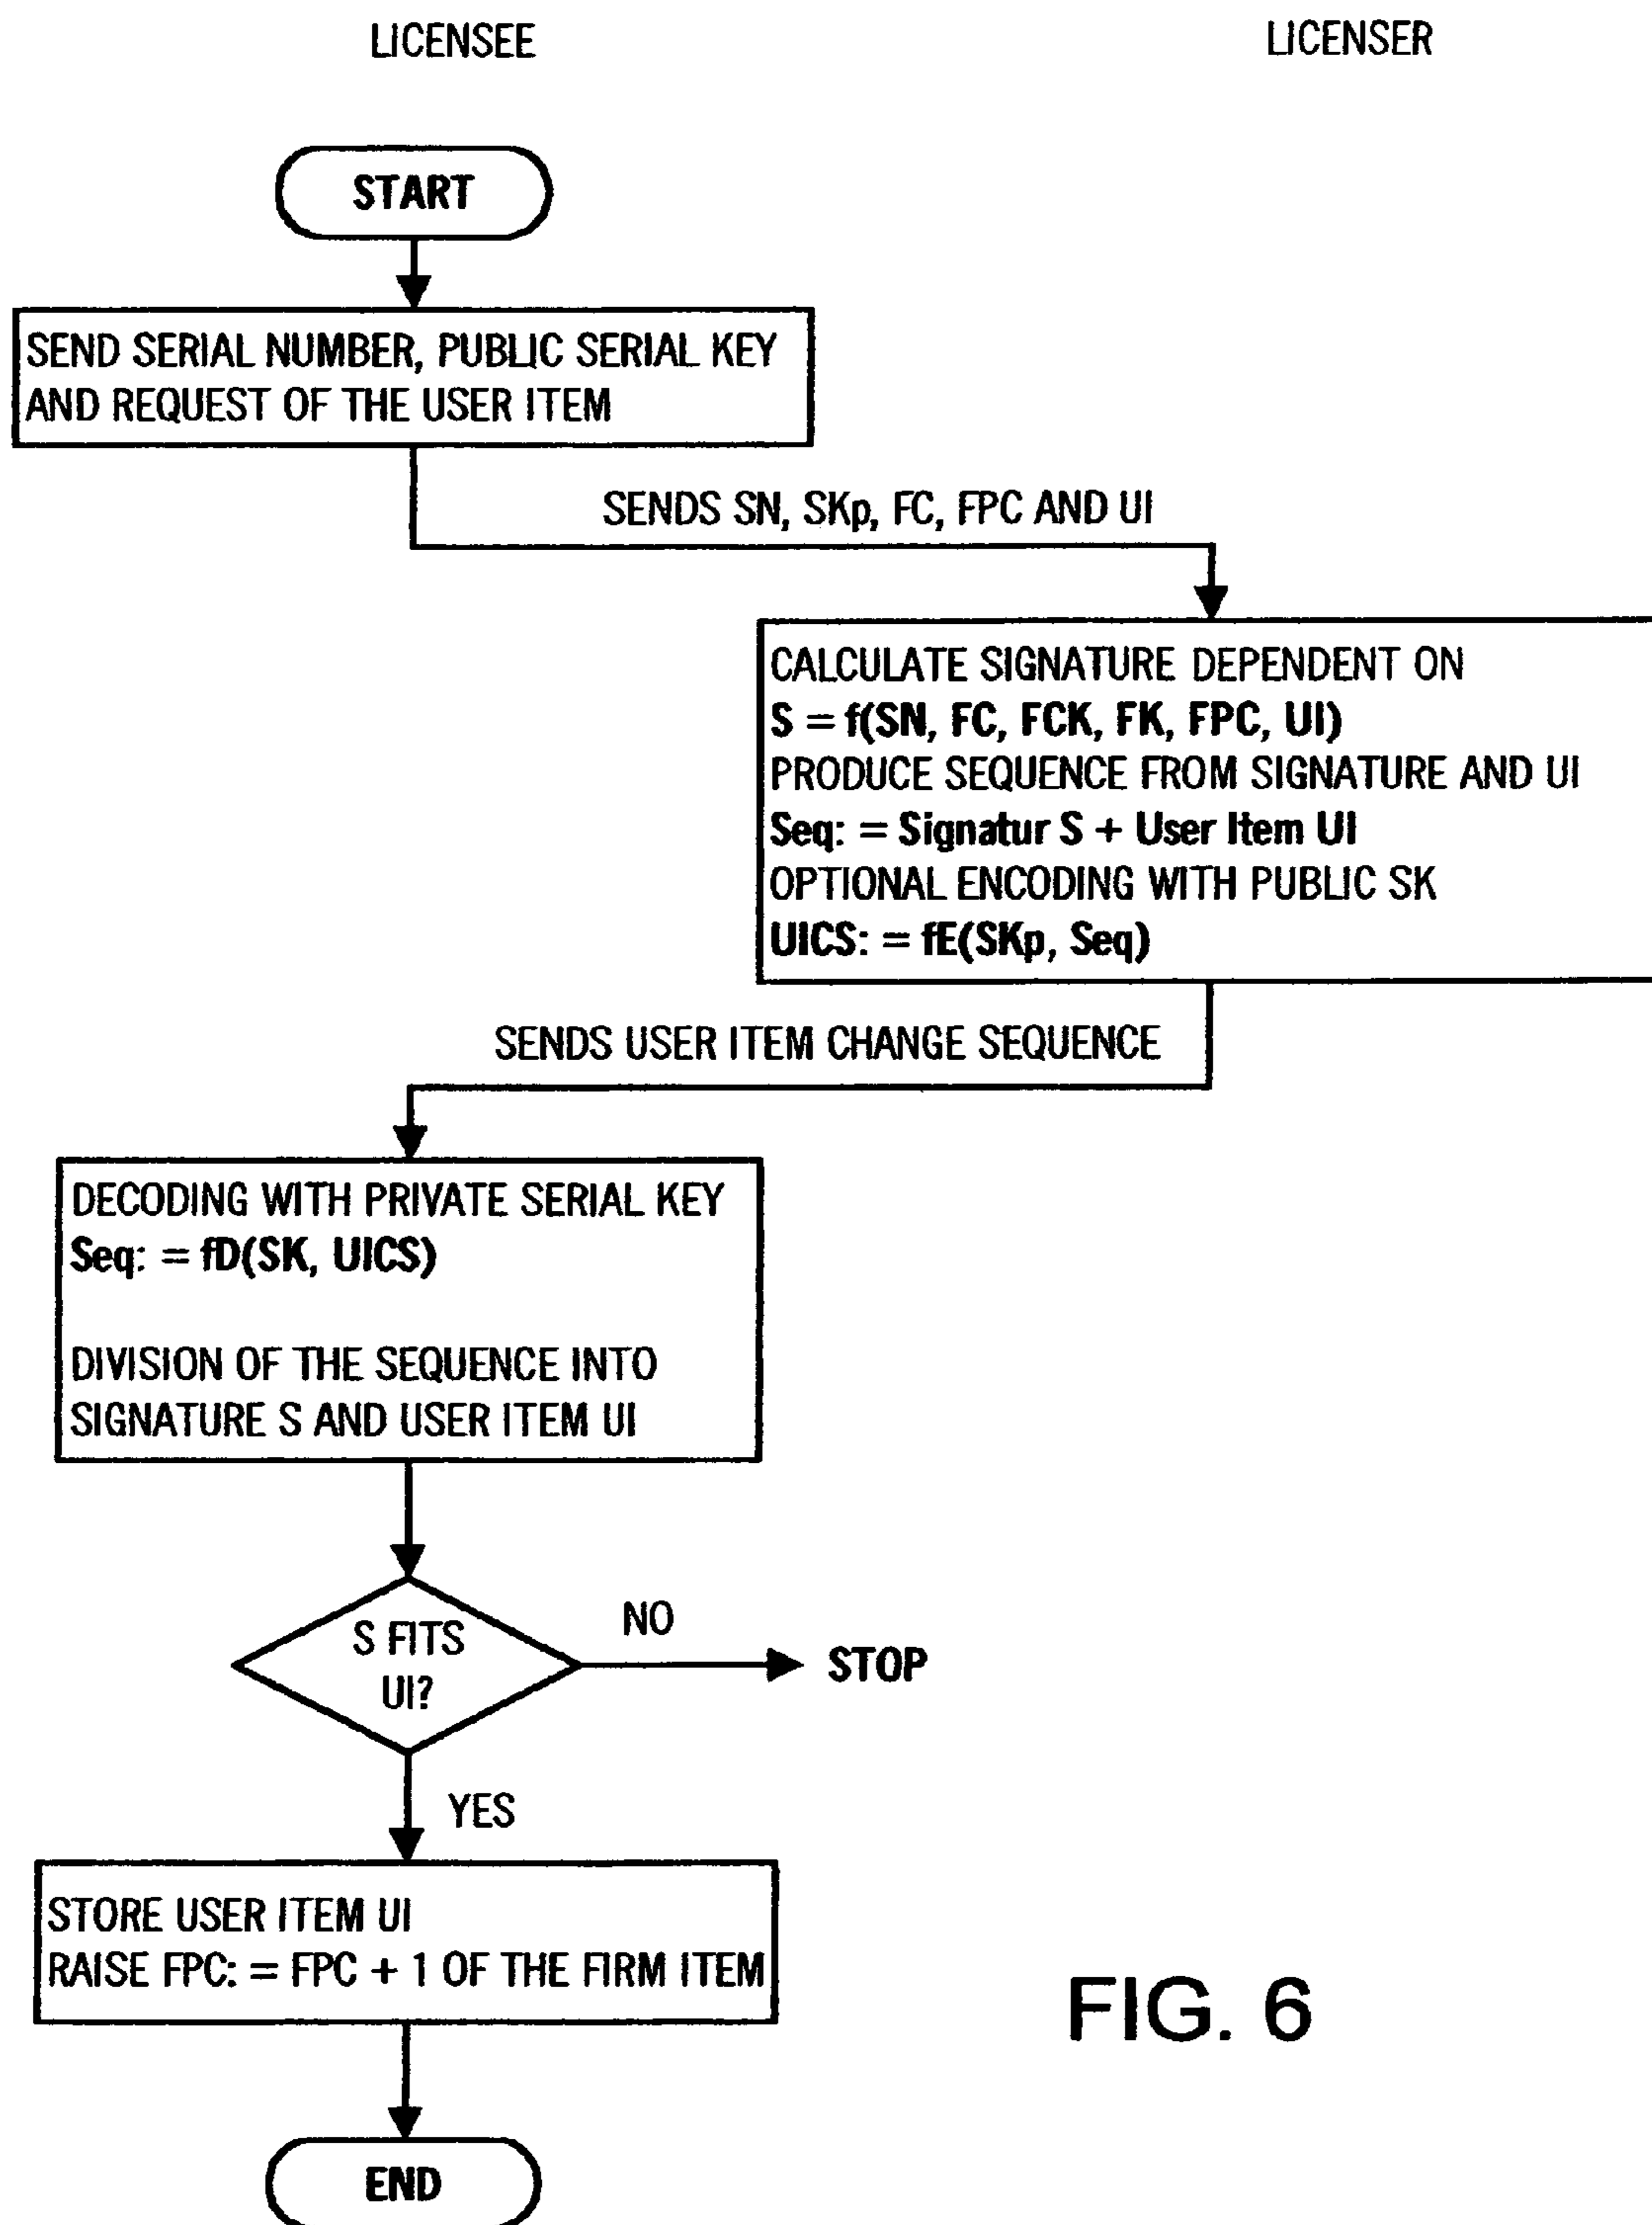 LICENSEE
LICENSER
START
SEND SERIAL NUMBER, PUBLIC SERIAL KEY
AND REQUEST OF THE USER ITEM
SENDS SN, SKp, FC, FPC AND UI
CALCULATE SIGNATURE DEPENDENT ON
S = f(SN, FC, FCK, FK, FPC, UI)
PRODUCE SEQUENCE FROM SIGNATURE AND UI
Seq: = Signatur S + User Item UI
OPTIONAL ENCODING WITH PUBLIC SK
UICS: = fE(SKp, Seq)
SENDS USER ITEM CHANGE SEQUENCE
DECODING WITH PRIVATE SERIAL KEY
Seq: = fD(SK, UICS)
DIVISION OF THE SEQUENCE INTO
SIGNATURE S AND USER ITEM UI
S FITS
UI?
NO
STOP
YES
STORE USER ITEM UI
RAISE FPC: = FPC + 1 OF THE FIRM ITEM
FIG. 6
END